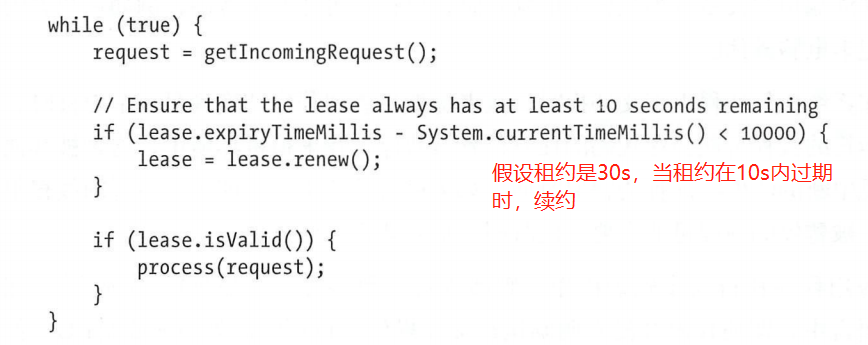 while (true) {
request = getIncomingRequest();
// Ensure that the lease always has at least 10 seconds remaining
if (lease.expiryTimeMillis - System.currentTimeMillis() < 10000) {
lease = lease.renew();
}
假设租约是30s，当租约在10s内过期
时，续约
if (lease.isValid()) {
process(request);
}
}